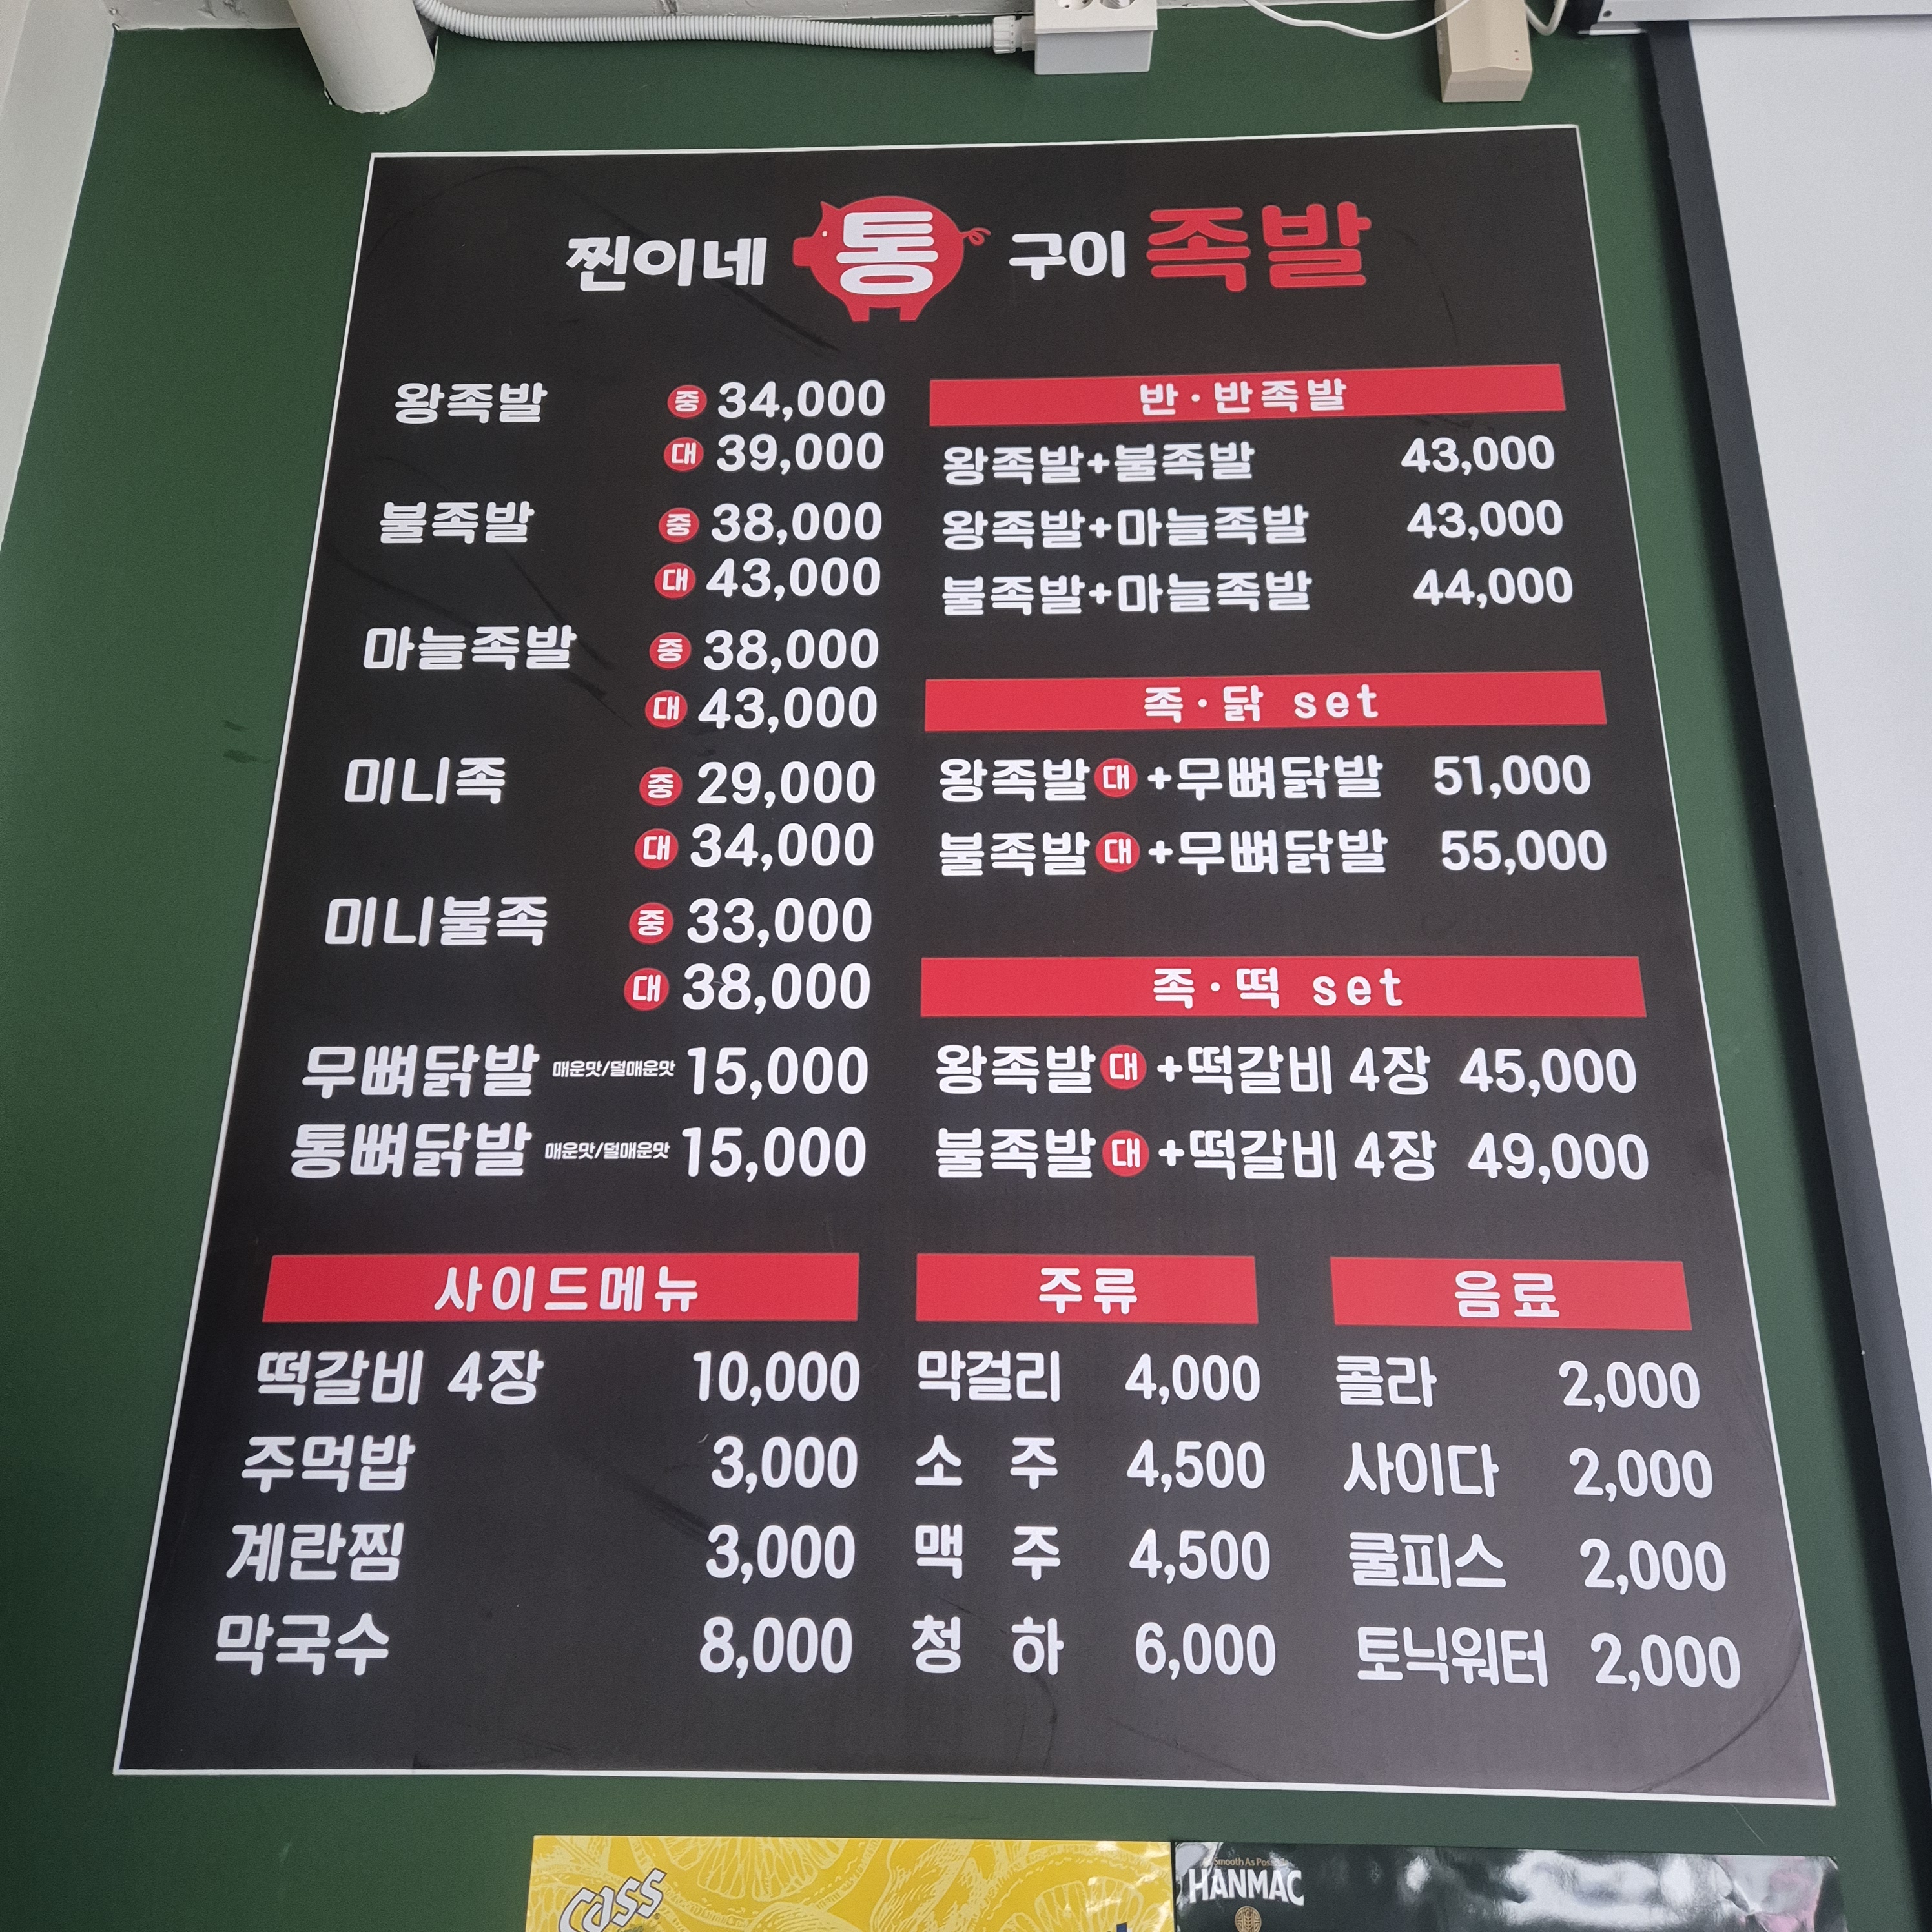 찐이네 통 구이 족발
왕족발 중 34,000
대 39,000
불족발 중 38,000
대 43,000
마늘족발 중 38,000
대 43,000
미니족 중 29,000
대 34,000
미니불족 중 33,000
대 38,000
무뼈닭발 매운맛/덜매운맛 15,000
통뼈닭발 매운맛/덜매운맛 15,000
반·반족발
왕족발+불족발 43,000
왕족발+마늘족발 43,000
불족발+마늘족발 44,000
족·닭 set
왕족발 대 +무뼈닭발 51,000
불족발 대 +무뼈닭발 55,000
족·떡 set
왕족발 대 +떡갈비 4장 45,000
불족발 대 +떡갈비 4장 49,000
사이드메뉴
떡갈비 4장 10,000
주먹밥 3,000
계란찜 3,000
막국수 8,000
주류
막걸리 4,000
소 주 4,500
맥 주 4,500
청 하 6,000
음료
콜라 2,000
사이다 2,000
쿨피스 2,000
토닉워터 2,000
Cass
Smooth As
HANMAC